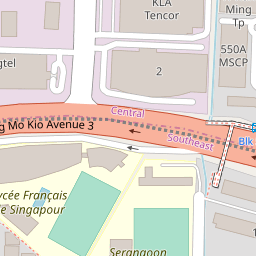 KLA
Tencor
Ming
Tp
550A
MSCP
gtel
2
Central
g Mo Kio Avenue 3
Southeast
Blk
ycée Français
e Singapour
Serangoon